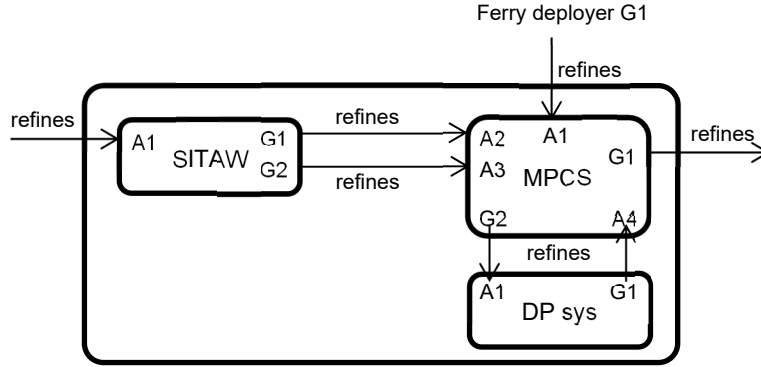 Ferry deployer G1
refines
refines
refines
refines
A1
G1
SITAW
G2
refines
A2
A1
A3
G1
MPCS
G2
A4
refines
A1
G1
DP sys